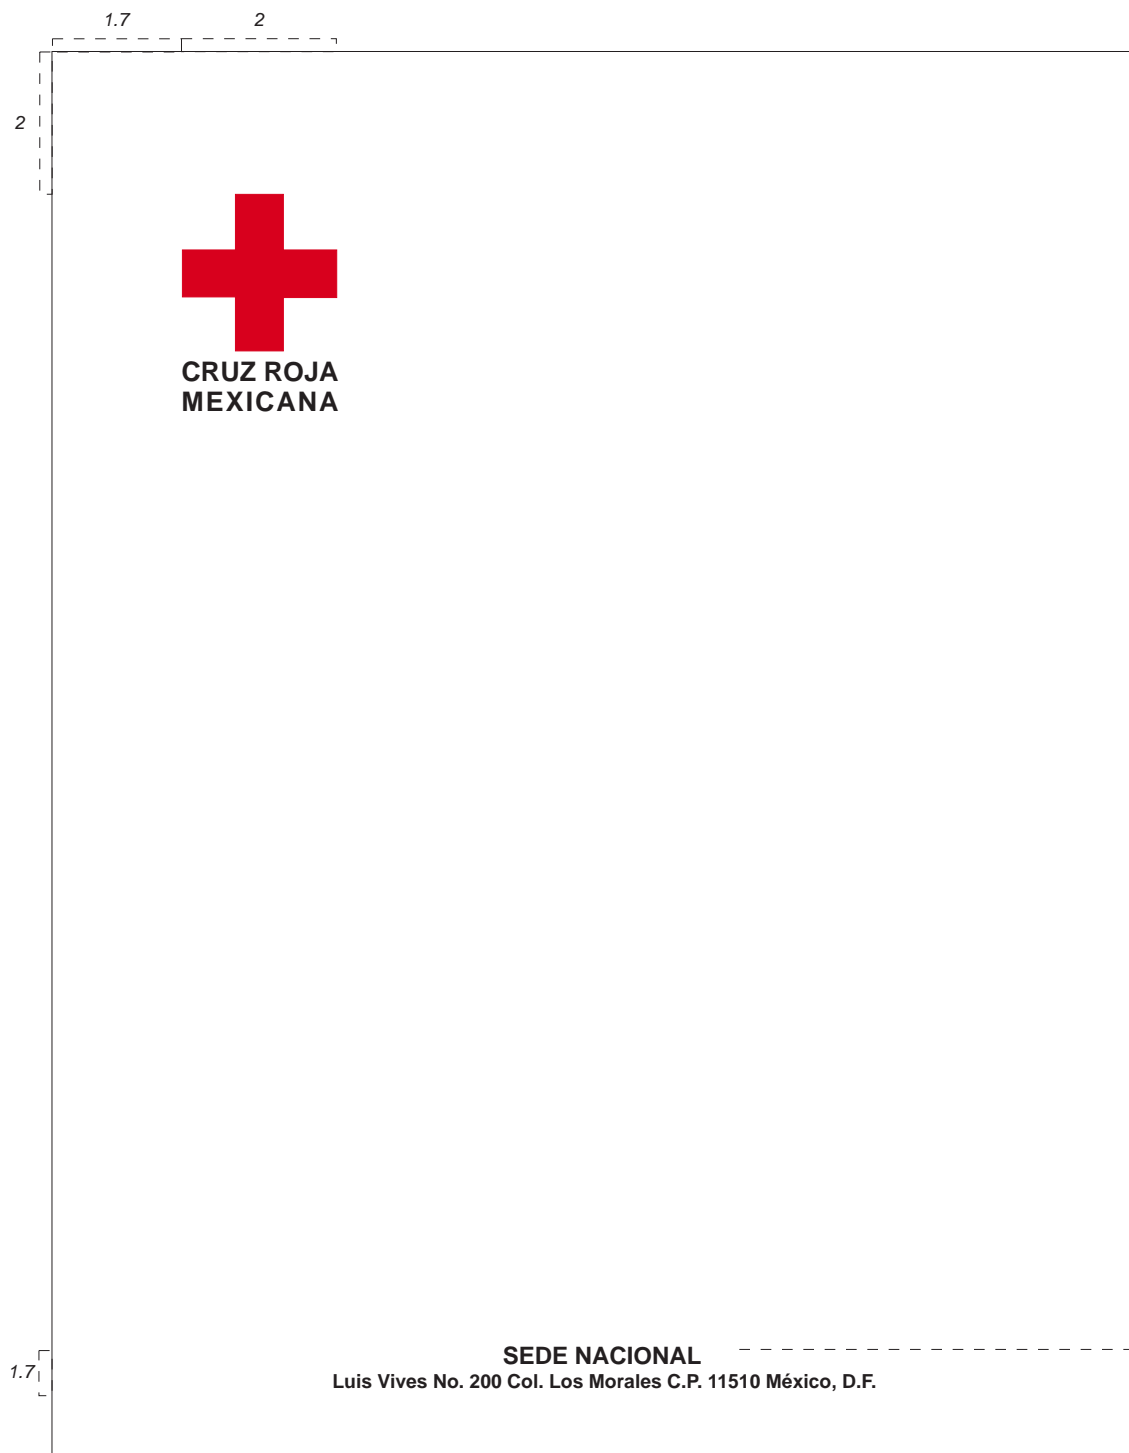 1.7 2
2
CRUZ ROJA
MEXICANA
SEDE NACIONAL
1.7
Luis Vives No. 200 Col. Los Morales C.P. 11510 México, D.F.